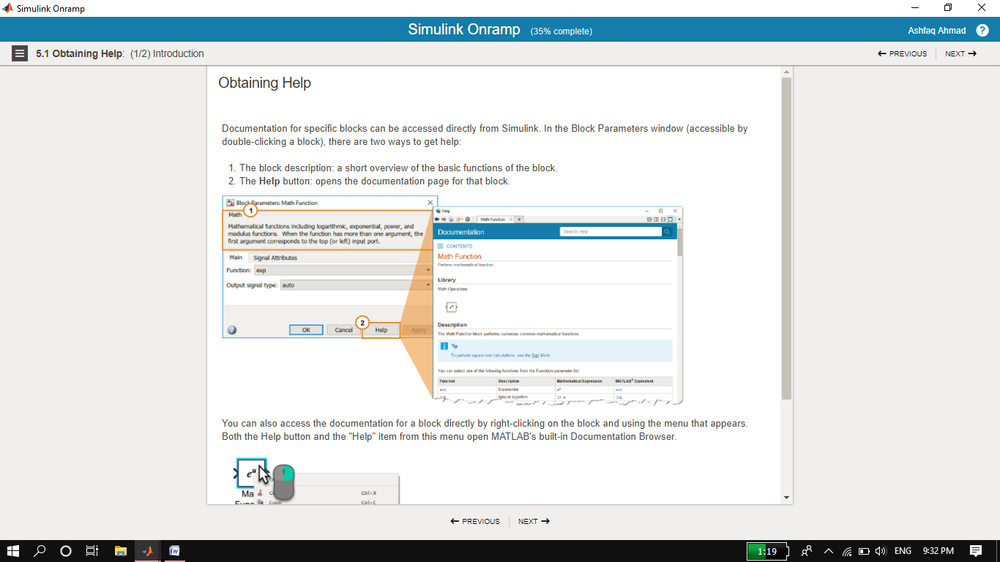 Simulink Onramp
Simulink Onramp (35% complete)
Ashfaq Ahmad ?
5.1 Obtaining Help: (1/2) Introduction
← PREVIOUS
NEXT →
Obtaining Help
Documentation for specific blocks can be accessed directly from Simulink. In the Block Parameters window (accessible by
double-clicking a block), there are two ways to get help:
1. The block description: a short overview of the basic functions of the block.
2. The Help button: opens the documentation page for that block.
Block Parameters: Math Function
1
Math
Mathematical functions including logarithmic, exponential, power, and
modulus functions. When the function has more than one argument, the
first argument corresponds to the top (or left) input port.
Main Signal Attributes
Function: exp
Output signal type: auto
2
OK Cancel Help Apply
Help
Math Function
Documentation
Search Help
CONTENTS
Math Function
Perform mathematical function
Library
Math Operations
Description
The Math Function block performs numerous common mathematical functions.
Tip
To perform square root calculations, use the Sqrt block.
You can select one of the following functions from the Function parameter list.
Function Description Mathematical Expression MATLAB® Equivalent
exp Exponential eᵘ exp
log Natural logarithm ln u log
You can also access the documentation for a block directly by right-clicking on the block and using the menu that appears.
Both the Help button and the "Help" item from this menu open MATLAB's built-in Documentation Browser.
eᵘ
Ma
Ctrl+X
Copy Ctrl+C
← PREVIOUS
NEXT →
1:19
ENG
9:32 PM